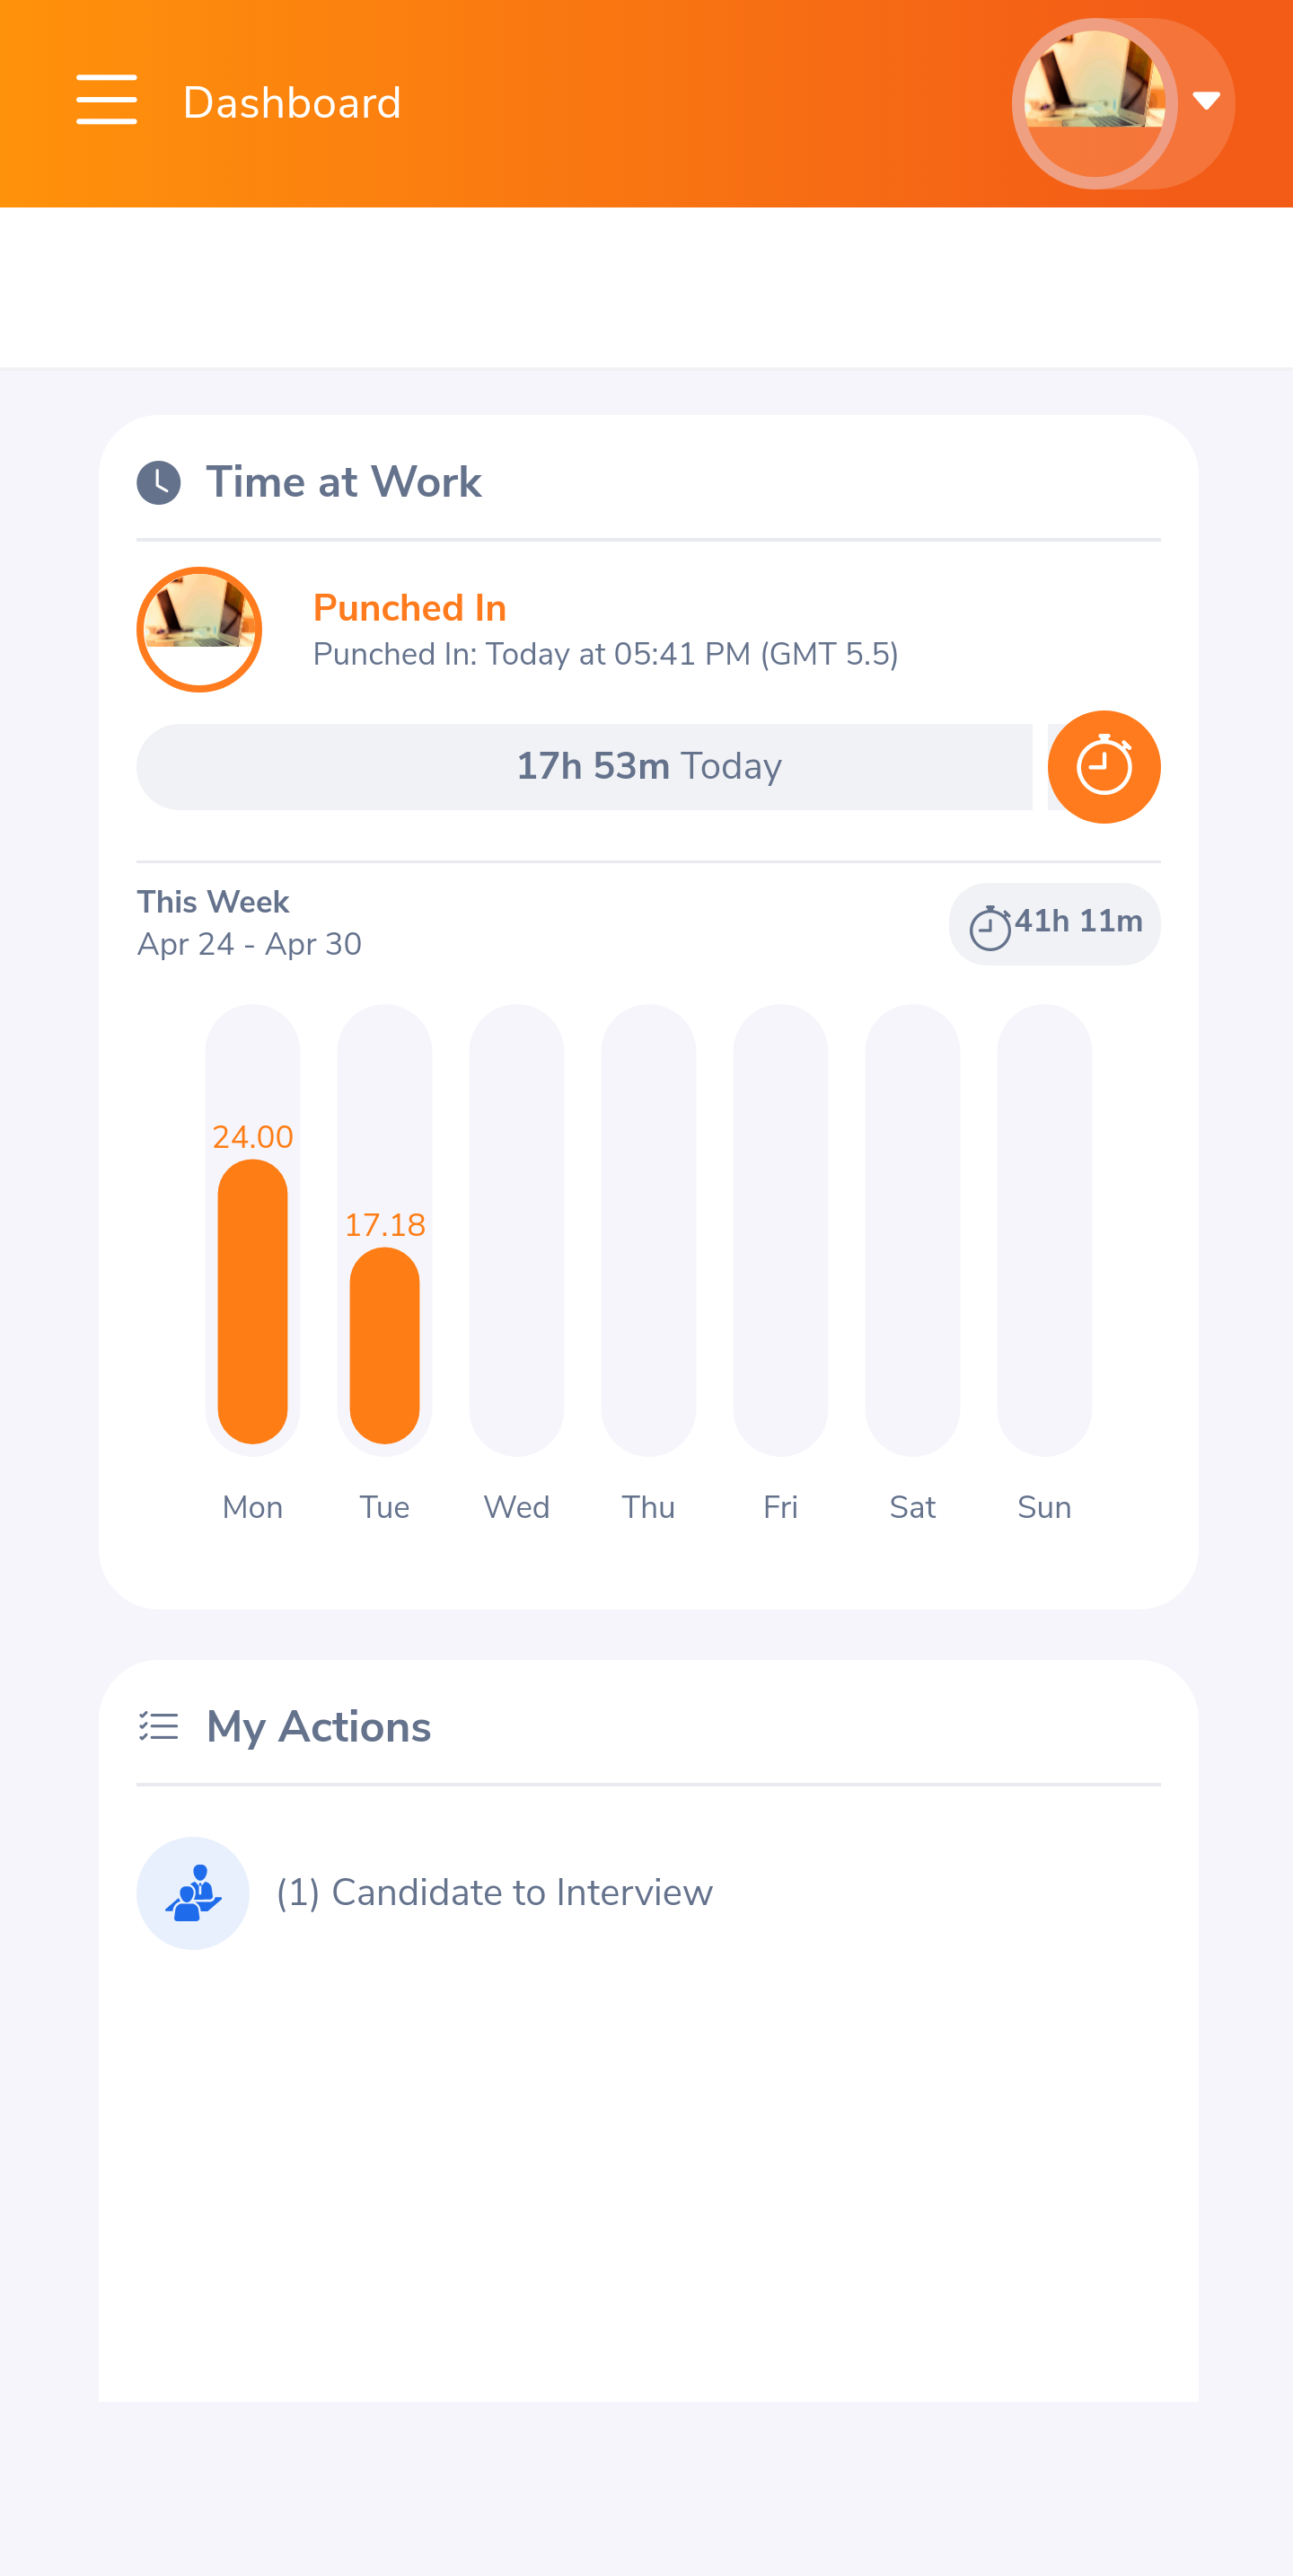 Dashboard
Time at Work
Punched In
Punched In: Today at 05:41 PM (GMT 5.5)
17h 53m Today
This Week
Apr 24 - Apr 30
41h 11m
24.00
17.18
Mon Tue Wed Thu Fri Sat Sun
My Actions
(1) Candidate to Interview